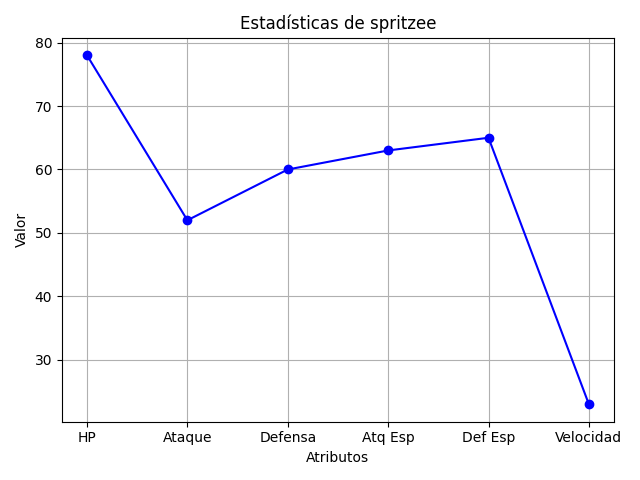 Estadísticas de spritzee
80
70
60
50
40
30
Valor
HP Ataque Defensa Atq Esp Def Esp Velocidad
Atributos